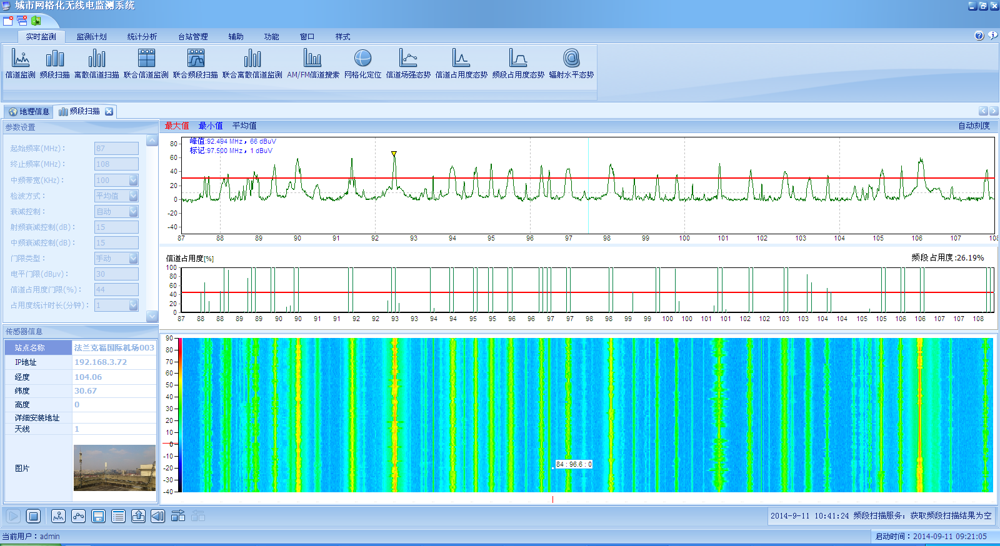 城市网格化无线电监测系统
实时监测 监测计划 统计分析 台站管理 辅助 功能 窗口 样式
信道监测 频段扫描 离散信道扫描 联合信道监测 联合频段扫描 联合离散信道监测 AM/FM信道搜索 网格化定位 信道场强态势 信道占用度态势 频段占用度态势 辐射水平态势
地理信息 频段扫描
参数设置
起始频率(MHz)： 87
终止频率(MHz)： 108
中频带宽(KHz)： 100
检波方式： 平均值
衰减控制： 自动
射频衰减控制(dB)： 15
中频衰减控制(dB)： 15
门限类型： 手动
电平门限(dBμv)： 30
信道占用度门限(%)： 44
占用度统计时长(分钟)： 1
传感器信息
站点名称 法兰克福国际机场003
IP地址 192.168.3.72
经度 104.06
纬度 30.67
高度 0
详细安装地址
天线 1
图片
最大值 最小值 平均值 自动刻度
峰值:92.494 MHz，66 dBuV
标记:97.500 MHz，1 dBuV
80
60
40
20
0
-20
-40
87 88 89 90 91 92 93 94 95 96 97 98 99 100 101 102 103 104 105 106 107 108
信道占用度[%] 频段占用度:26.19%
100
80
60
40
20
0
87 88 88 89 89 90 90 91 91 92 92 93 93 94 94 95 95 96 96 97 97 98 98 99 99 100 100 101 101 102 102 103 103 104 104 105 105 106 106 107 107 108
90
80
70
60
50
40
30
20
10
0
-10
-20
-30
-40
84 : 96.6 : 0
2014-9-11 10:41:24 频段扫描服务：获取频段扫描结果为空
当前用户：admin 启动时间：2014-09-11 09:21:05